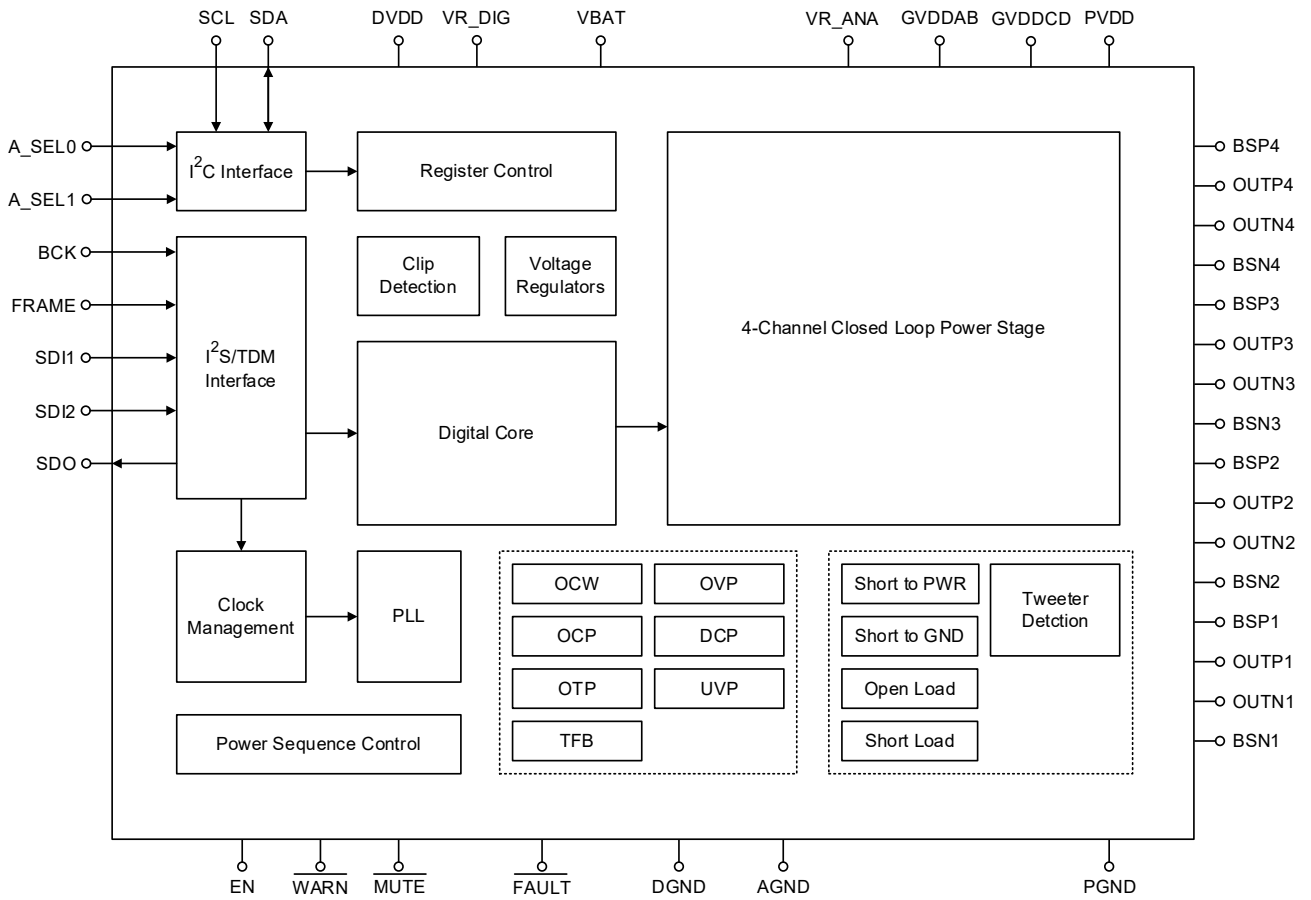 SCL
SDA
DVDD
VR_DIG
VBAT
VR_ANA
GVDDAB
GVDDCD
PVDD
A_SEL0
A_SEL1
BCK
FRAME
SDI1
SDI2
SDO
I2C Interface
Register Control
I2S/TDM
Interface
Clip
Detection
Voltage
Regulators
Digital Core
4-Channel Closed Loop Power Stage
Clock
Management
PLL
Power Sequence Control
OCW
OVP
OCP
DCP
OTP
UVP
TFB
Short to PWR
Short to GND
Open Load
Short Load
Tweeter
Detction
BSP4
OUTP4
OUTN4
BSN4
BSP3
OUTP3
OUTN3
BSN3
BSP2
OUTP2
OUTN2
BSN2
BSP1
OUTP1
OUTN1
BSN1
EN
WARN
MUTE
FAULT
DGND
AGND
PGND